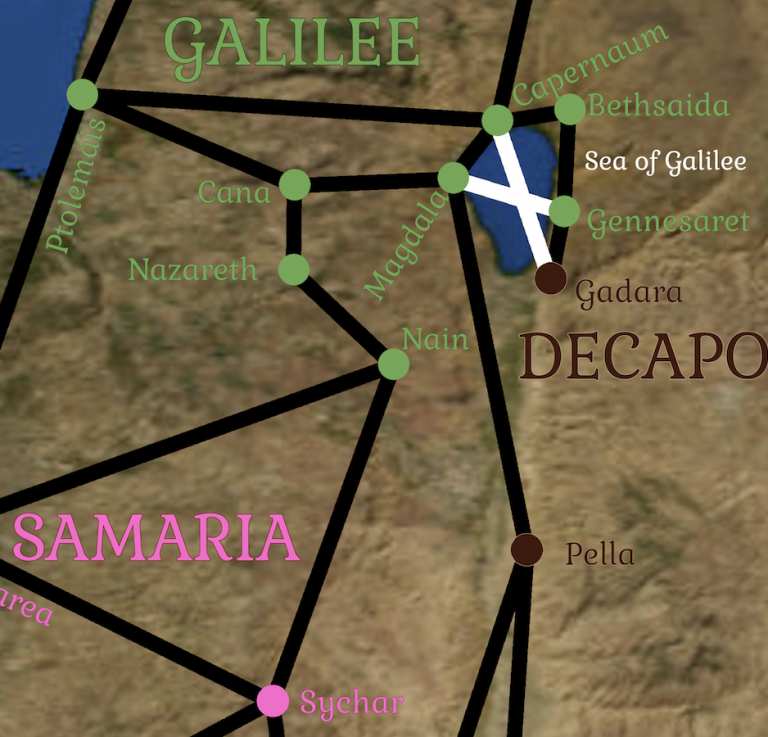 GALILEE
Capernaum
Bethsaida
Ptolemais
Sea of Galilee
Cana
Magdala
Gennesaret
Nazareth
Gadara
Nain
DECAPO
SAMARIA
Pella
area
Sychar